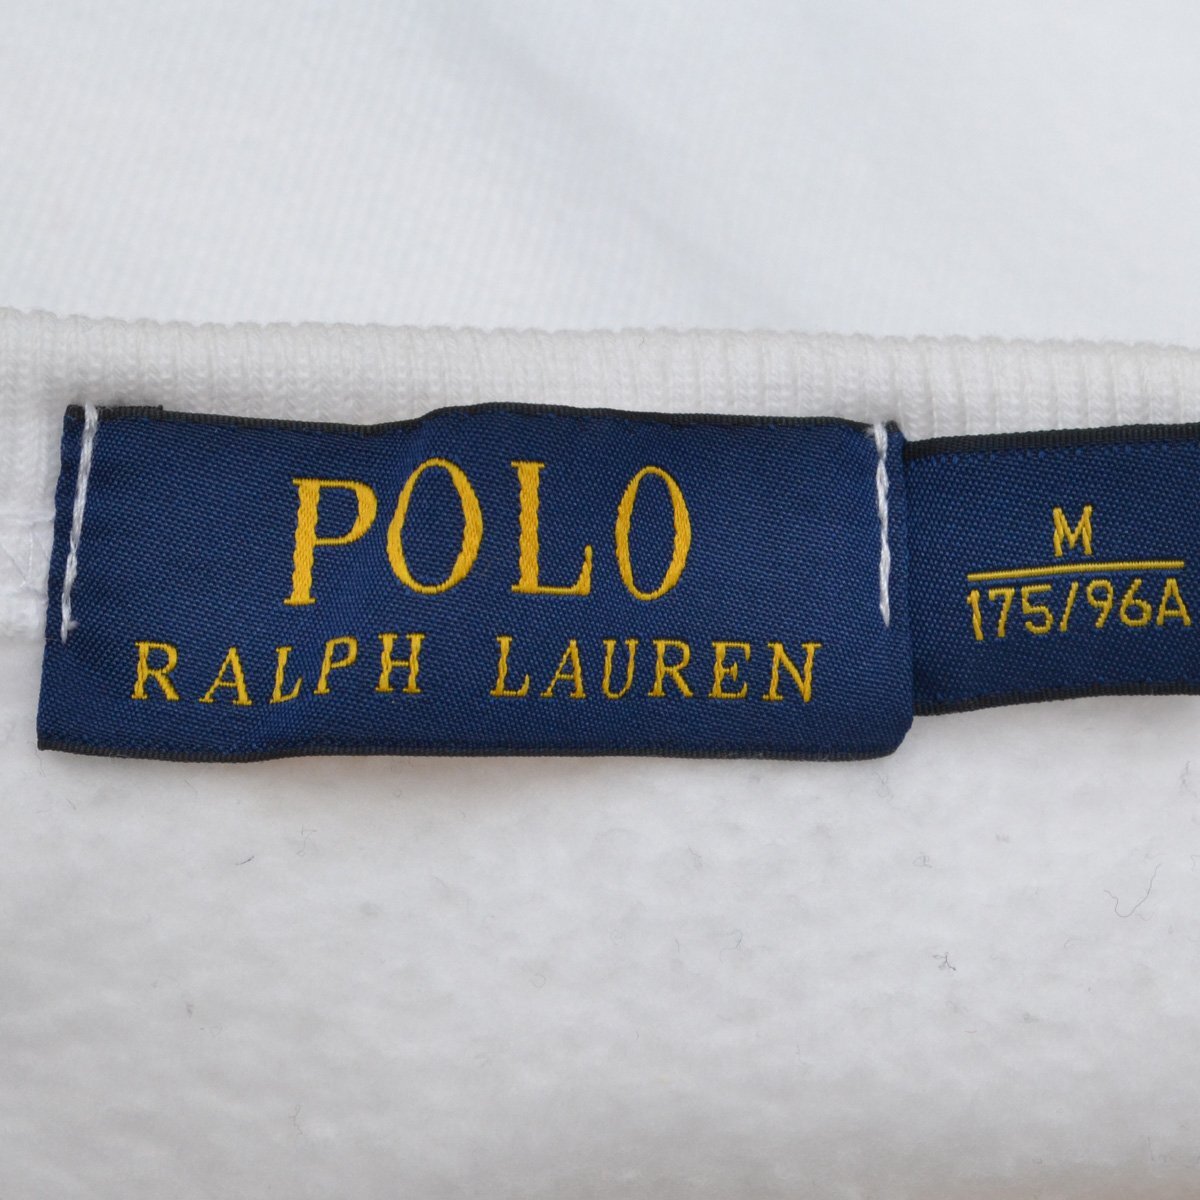 POLO
RALPH LAUREN
M
175/96A